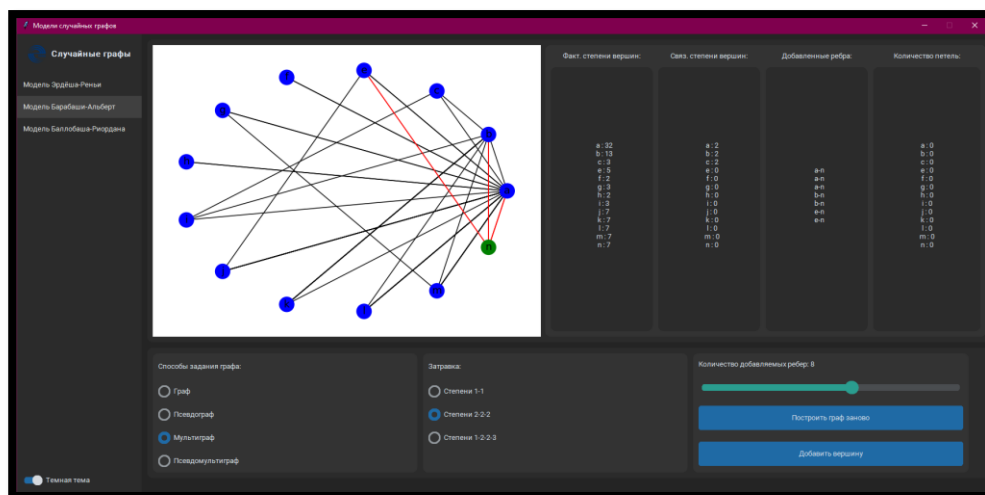 Модели случайных графов
Случайные графы
Модель Эрдёша-Реньи
Модель Барабаши-Альберт
Модель Баллобаша-Риордана
Темная тема
f
e
c
g
b
h
a
i
n
j
k
l
m
Факт. степени вершин:
a : 32
b : 13
c : 3
e : 5
f : 2
g : 3
h : 2
i : 3
j : 7
k : 7
l : 7
m : 7
n : 7
Связ. степени вершин:
a : 2
b : 2
c : 2
e : 0
f : 0
g : 0
h : 0
i : 0
j : 0
k : 0
l : 0
m : 0
n : 0
Добавленные ребра:
a-n
a-n
a-n
b-n
b-n
e-n
e-n
Количество петель:
a : 0
b : 0
c : 0
e : 0
f : 0
g : 0
h : 0
i : 0
j : 0
k : 0
l : 0
m : 0
n : 0
Способы задания графа:
Граф
Псевдограф
Мультиграф
Псевдомультиграф
Затравка:
Степени 1-1
Степени 2-2-2
Степени 1-2-2-3
Количество добавляемых ребер: 8
Построить граф заново
Добавить вершину